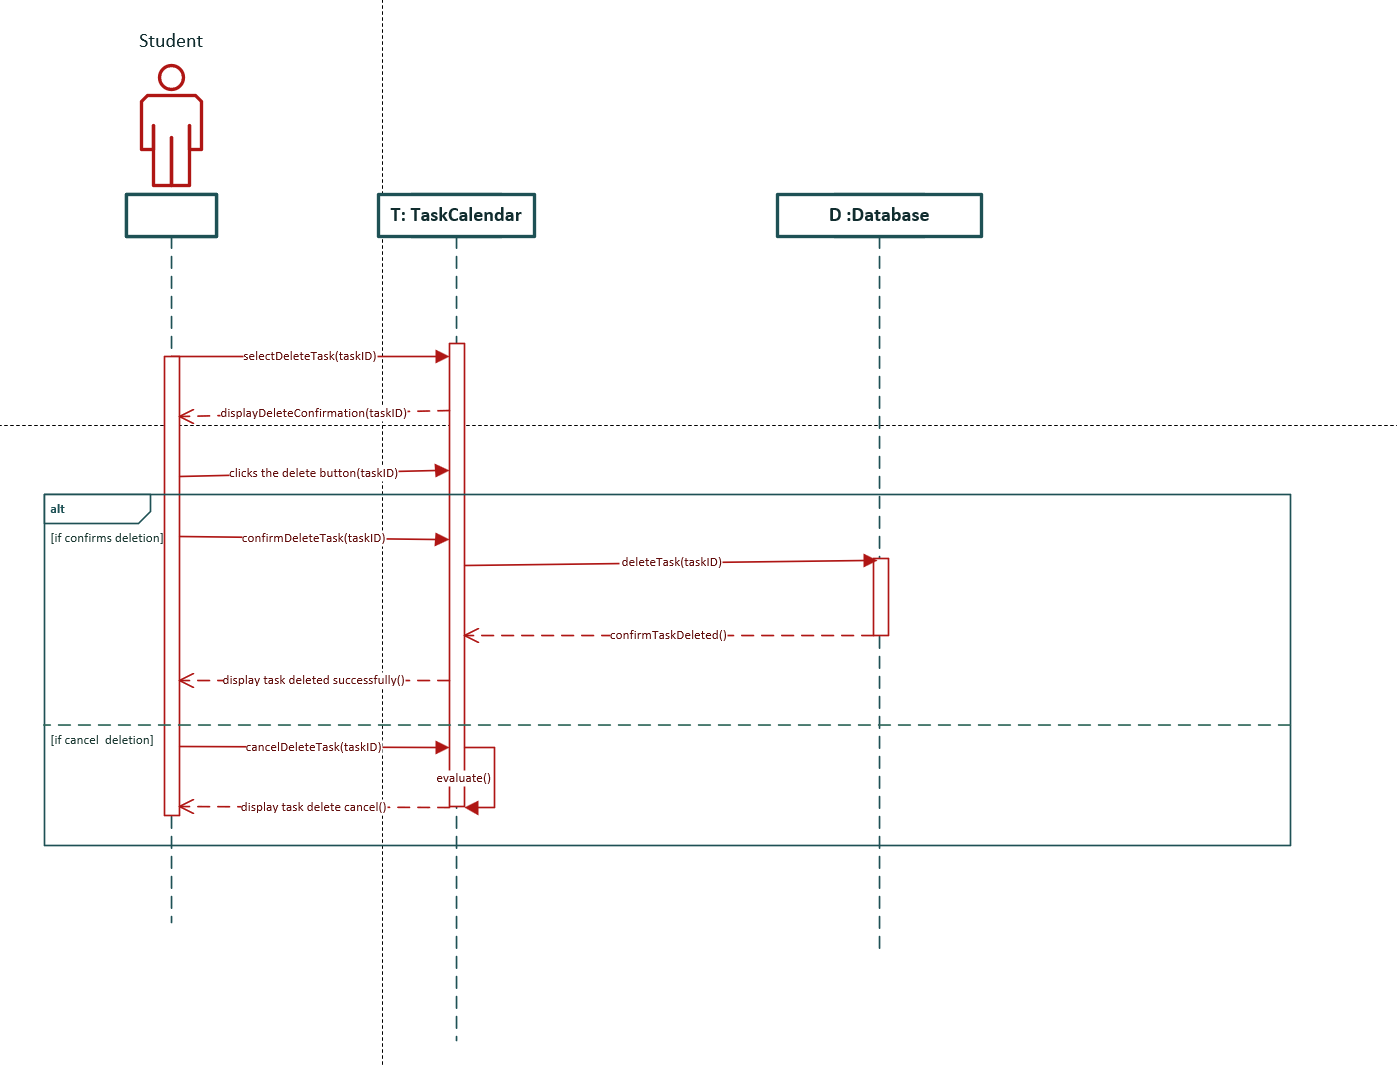 Student
T: TaskCalendar
D :Database
selectDeleteTask(taskID)
displayDeleteConfirmation(taskID)
clicks the delete button(taskID)
alt
[if confirms deletion]
confirmDeleteTask(taskID)
deleteTask(taskID)
confirmTaskDeleted()
display task deleted successfully()
[if cancel  deletion]
cancelDeleteTask(taskID)
evaluate()
display task delete cancel()